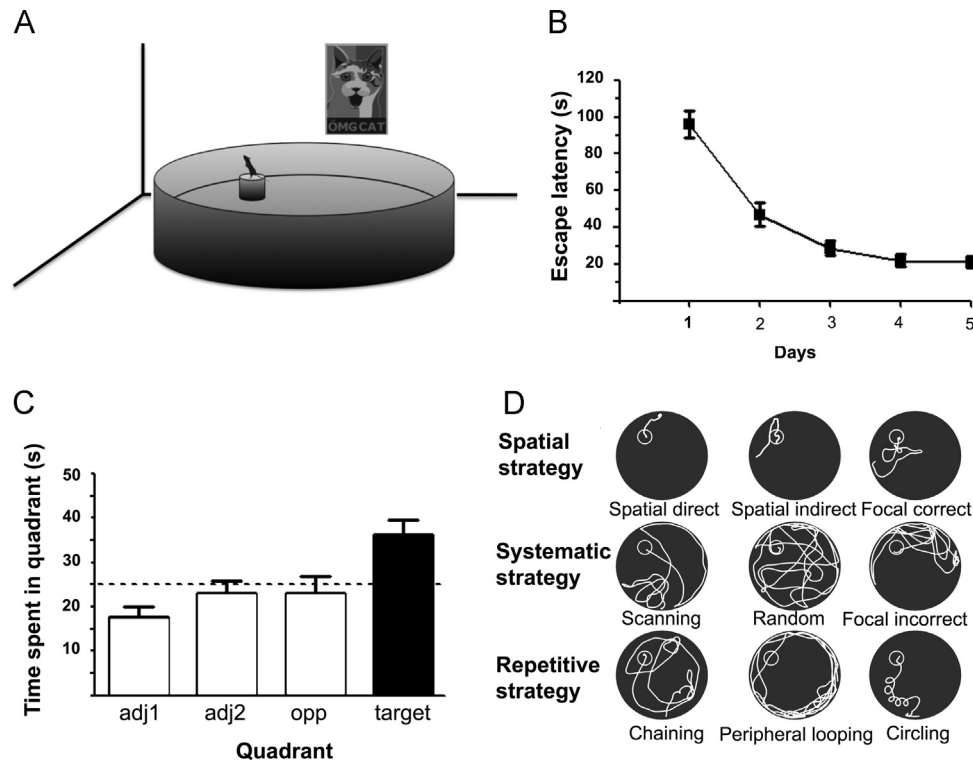 A
OMGCAT
B
Escape latency (s)
120
100
80
60
40
20
1
2
3
4
5
Days
C
Time spent in quadrant (s)
50
40
30
20
10
adj1
adj2
opp
target
Quadrant
D
Spatial
strategy
Spatial direct
Spatial indirect
Focal correct
Systematic
strategy
Scanning
Random
Focal incorrect
Repetitive
strategy
Chaining
Peripheral looping
Circling